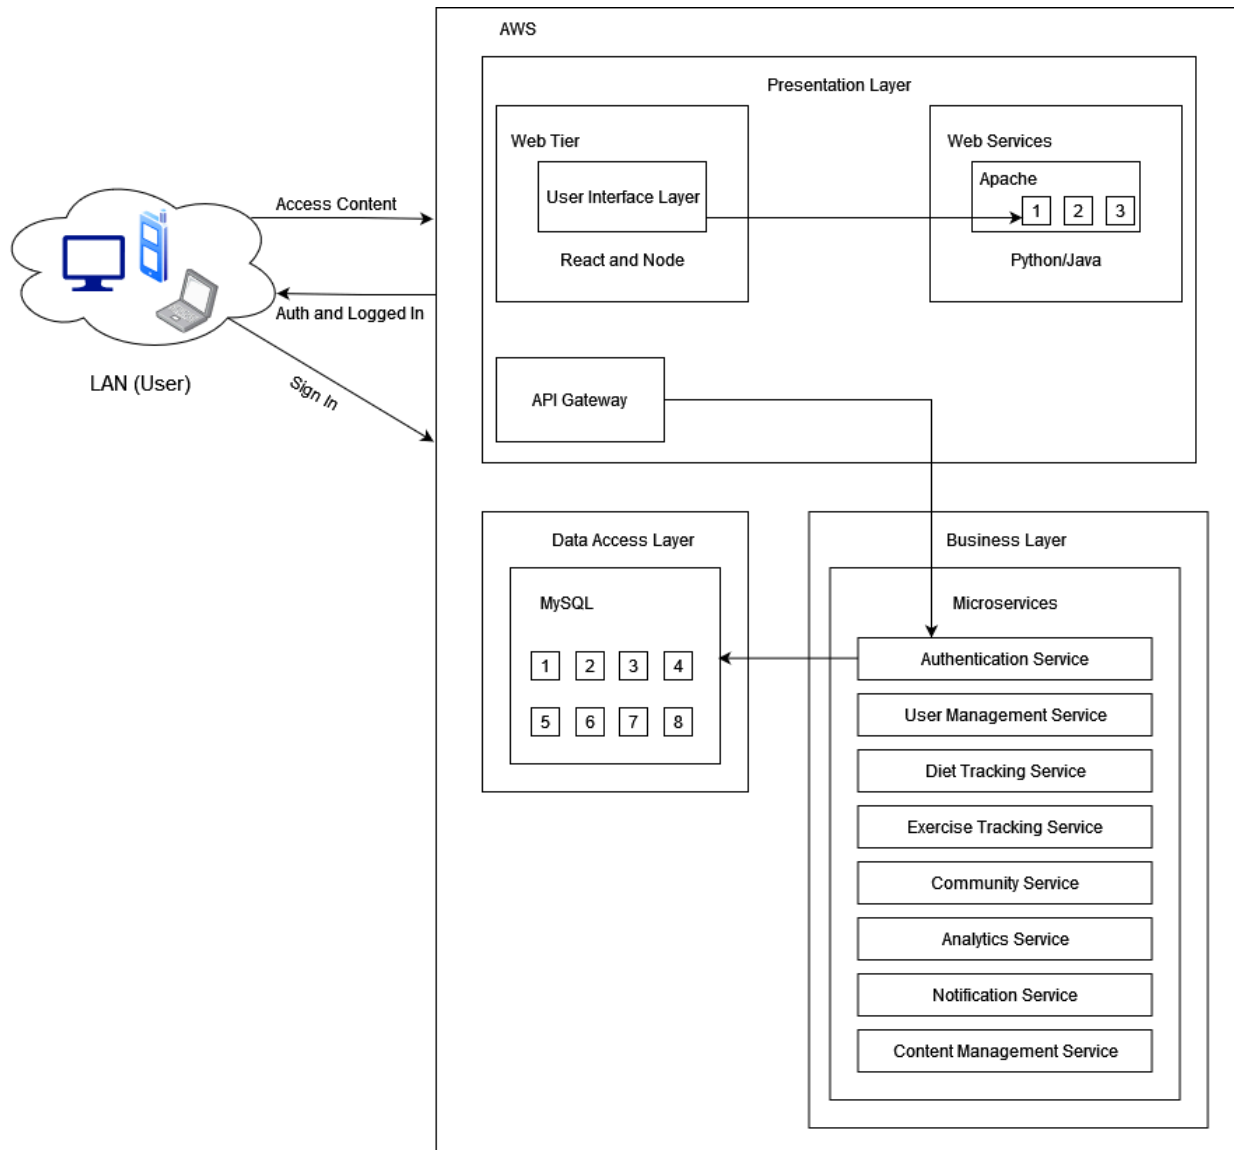 AWS
Presentation Layer
Web Tier
User Interface Layer
React and Node
Web Services
Apache
1 2 3
Python/Java
Access Content
Auth and Logged In
Sign In
LAN (User)
API Gateway
Data Access Layer
MySQL
1 2 3 4
5 6 7 8
Business Layer
Microservices
Authentication Service
User Management Service
Diet Tracking Service
Exercise Tracking Service
Community Service
Analytics Service
Notification Service
Content Management Service